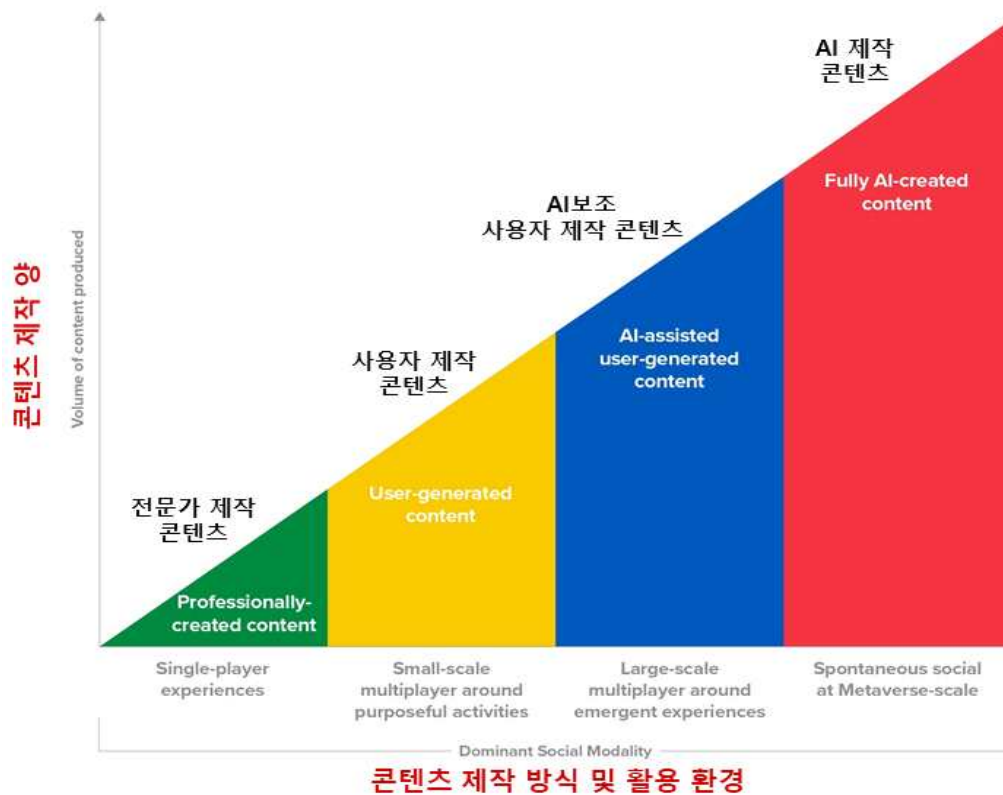 AI 제작
콘텐츠
Fully AI-created
content
AI보조
사용자 제작 콘텐츠
AI-assisted
user-generated
content
사용자 제작
콘텐츠
User-generated
content
전문가 제작
콘텐츠
Professionally-
created content
콘텐츠 제작 양
Volume of content produced
Single-player
experiences
Small-scale
multiplayer around
purposeful activities
Large-scale
multiplayer around
emergent experiences
Spontaneous social
at Metaverse-scale
Dominant Social Modality
콘텐츠 제작 방식 및 활용 환경